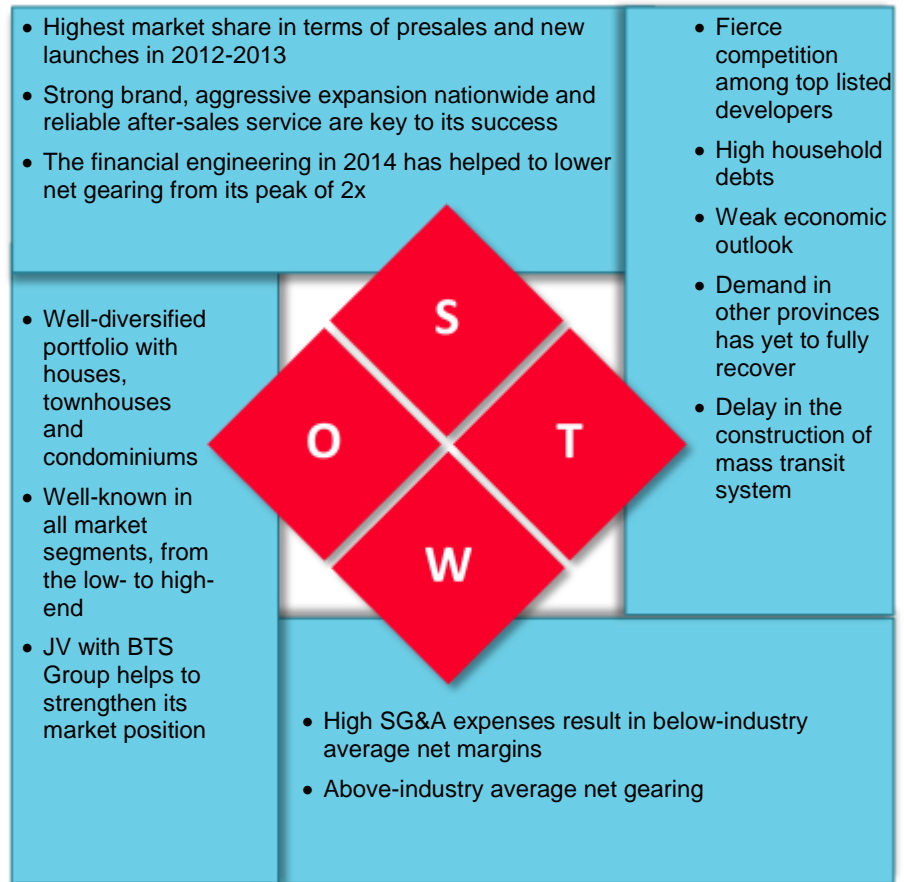 • Highest market share in terms of presales and new
launches in 2012-2013
• Strong brand, aggressive expansion nationwide and
reliable after-sales service are key to its success
• The financial engineering in 2014 has helped to lower
net gearing from its peak of 2x
• Fierce
competition
among top listed
developers
• High household
debts
• Weak economic
outlook
• Demand in
other provinces
has yet to fully
recover
• Delay in the
construction of
mass transit
system
S
O
T
W
• Well-diversified
portfolio with
houses,
townhouses
and
condominiums
• Well-known in
all market
segments, from
the low- to high-
end
• JV with BTS
Group helps to
strengthen its
market position
• High SG&A expenses result in below-industry
average net margins
• Above-industry average net gearing